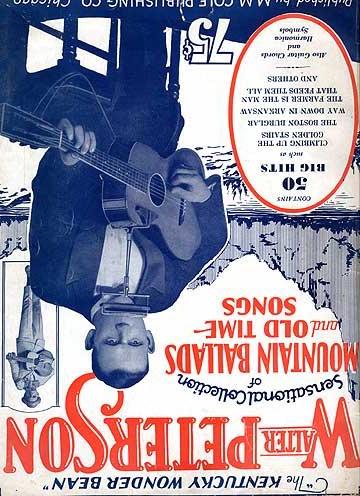 "The KENTUCKY WONDER BEAN"
WALTER PETERSON
Sensational Collection
of
MOUNTAIN BALLADS
and OLD TIME
SONGS
CONTAINS
50
BIG HITS
such as
CLIMBING UP THE
GOLDEN STAIRS
THE BOSTON BURGLAR
WAY DOWN IN ARKANSAW
THE FARMER IS THE MAN
THAT FEEDS THEM ALL
AND OTHERS
Also Guitar Chords
and
Harmonica
Symbols
75¢
Published by M.M. COLE PUBLISHING CO. Chicago